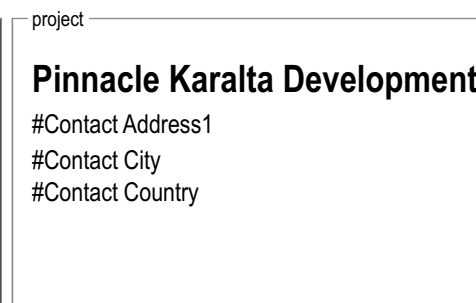 project
Pinnacle Karalta Development
#Contact Address1
#Contact City
#Contact Country